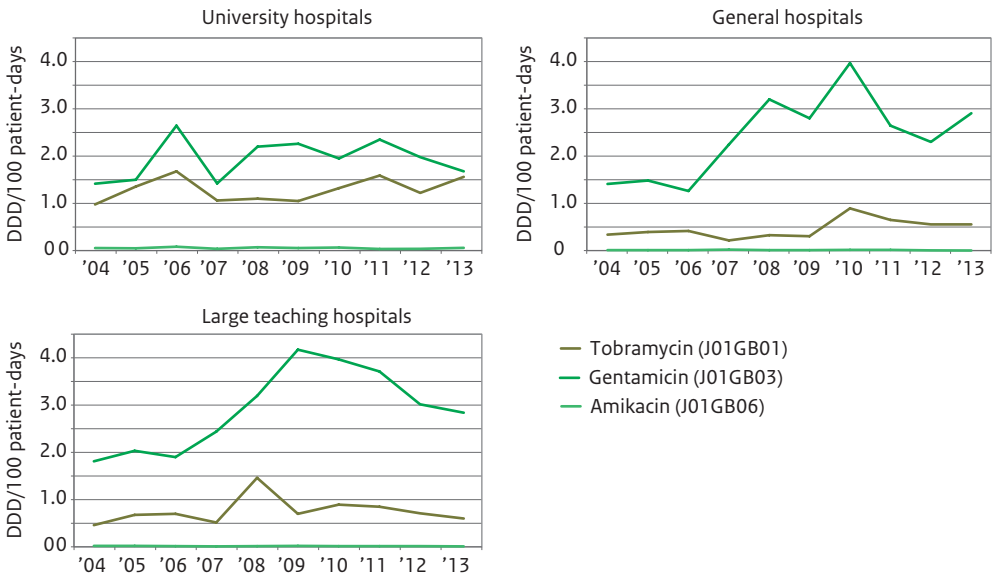 University hospitals
DDD/100 patient-days
4.0
3.0
2.0
1.0
0.0
’04 ’05 ’06 ’07 ’08 ’09 ’10 ’11 ’12 ’13
General hospitals
DDD/100 patient-days
4.0
3.0
2.0
1.0
0
’04 ’05 ’06 ’07 ’08 ’09 ’10 ’11 ’12 ’13
Large teaching hospitals
DDD/100 patient-days
4.0
3.0
2.0
1.0
00
’04 ’05 ’06 ’07 ’08 ’09 ’10 ’11 ’12 ’13
Tobramycin (J01GB01)
Gentamicin (J01GB03)
Amikacin (J01GB06)